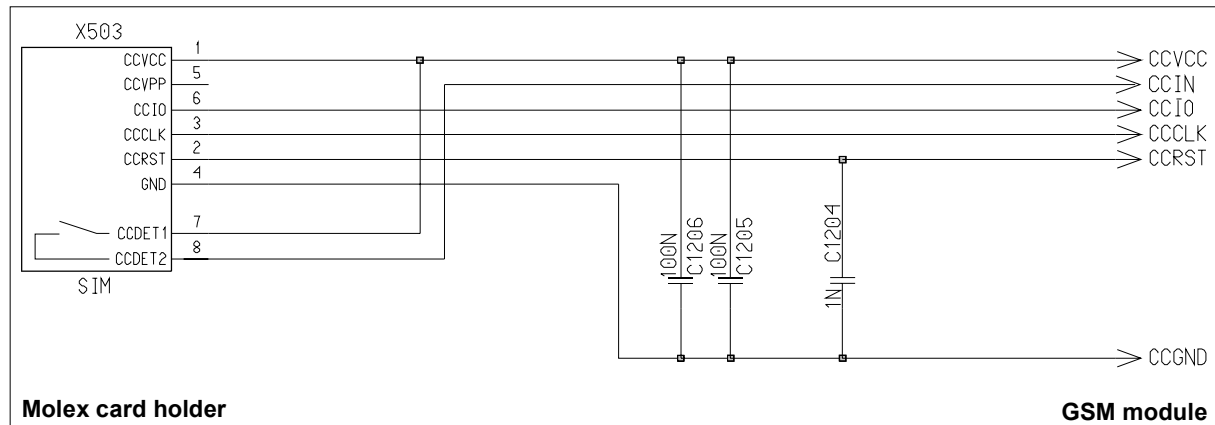 X503
CCVCC 1 CCVCC
CCVPP 5 CCIN
CCIO 6 CCIO
CCCLK 3 CCCLK
CCRST 2 CCRST
GND 4
CCDET1 7
CCDET2 8
SIM
100N C1206
100N C1205
1N C1204
CCGND
Molex card holder
GSM module